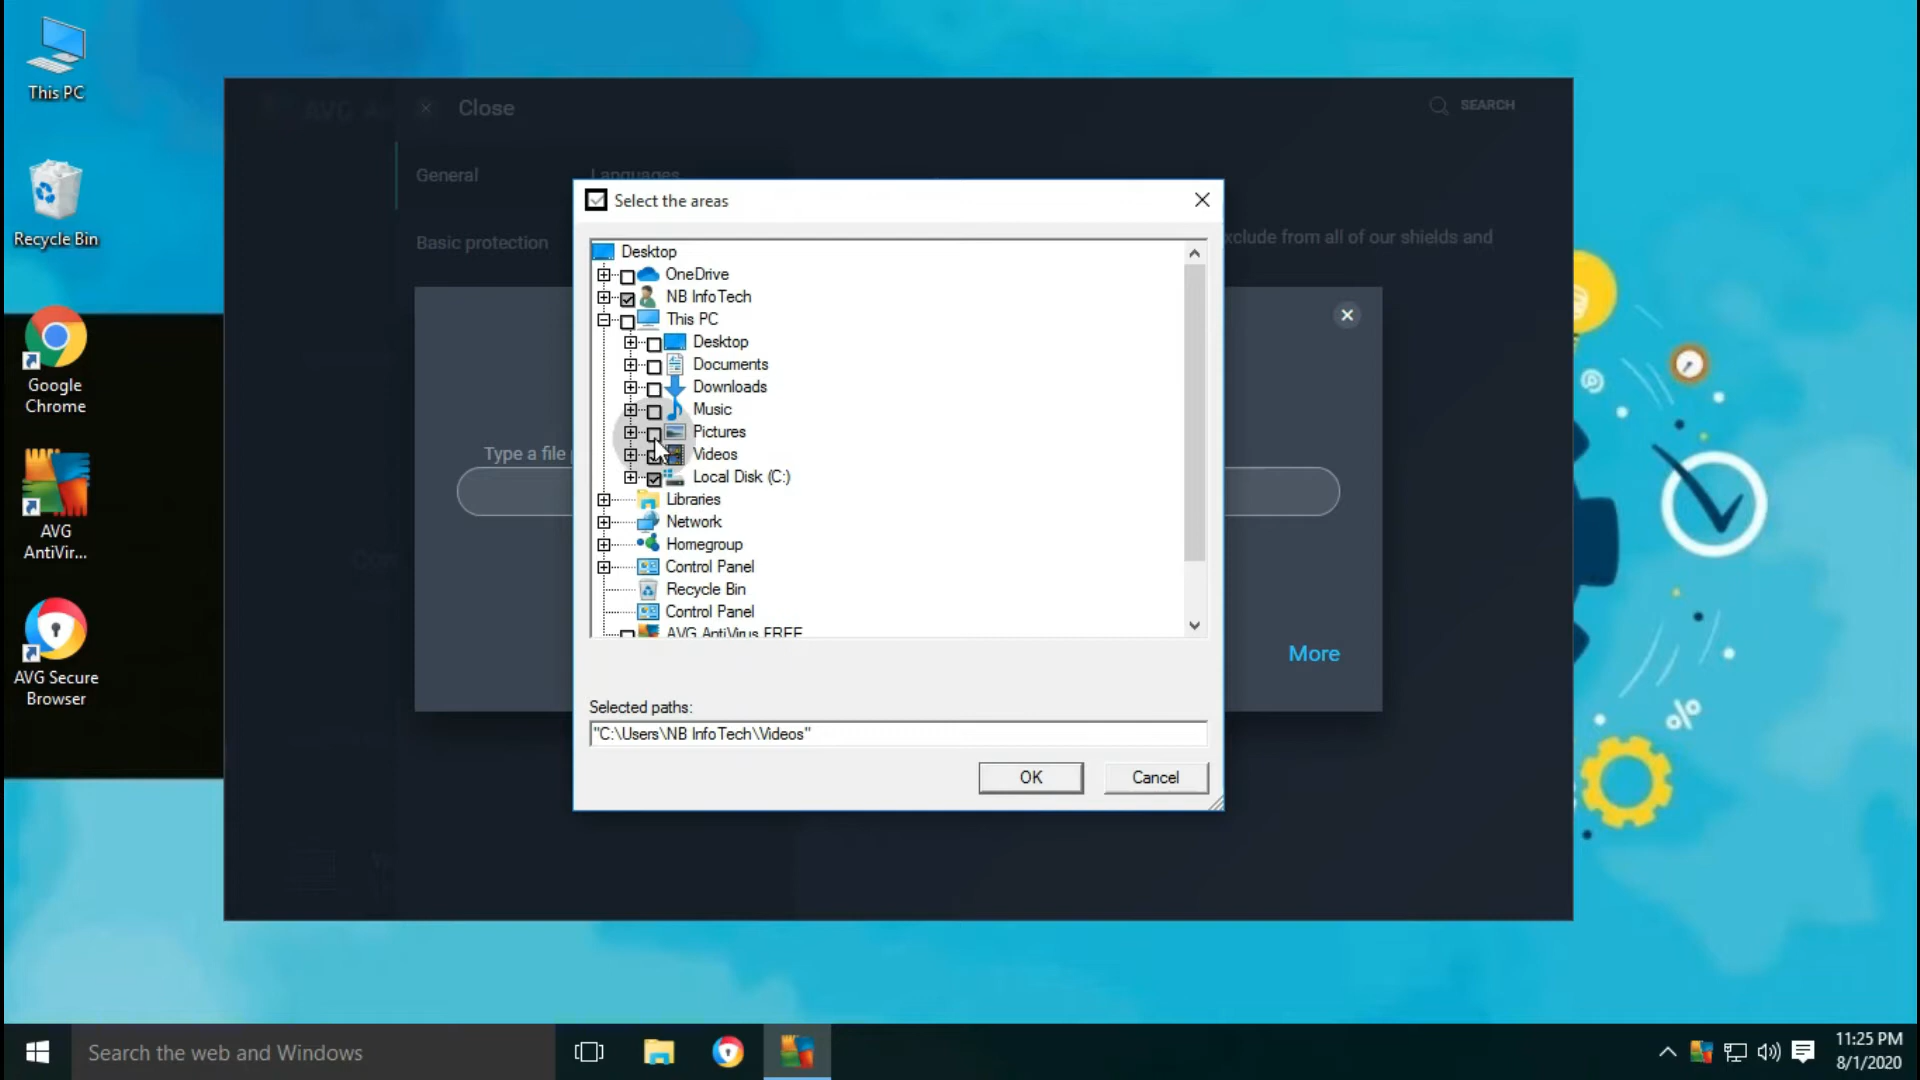 This PC
Recycle Bin
Google
Chrome
AVG
AntiVir...
AVG Secure
Browser
Close
SEARCH
General
Languages
Basic protection
xclude from all of our shields and
Type a file
More
Select the areas
Desktop
OneDrive
NB InfoTech
This PC
Desktop
Documents
Downloads
Music
Pictures
Videos
Local Disk (C:)
Libraries
Network
Homegroup
Control Panel
Recycle Bin
Control Panel
AVG AntiVirus FREE
Selected paths:
"C:\Users\NB InfoTech\Videos"
OK
Cancel
Search the web and Windows
11:25 PM
8/1/2020